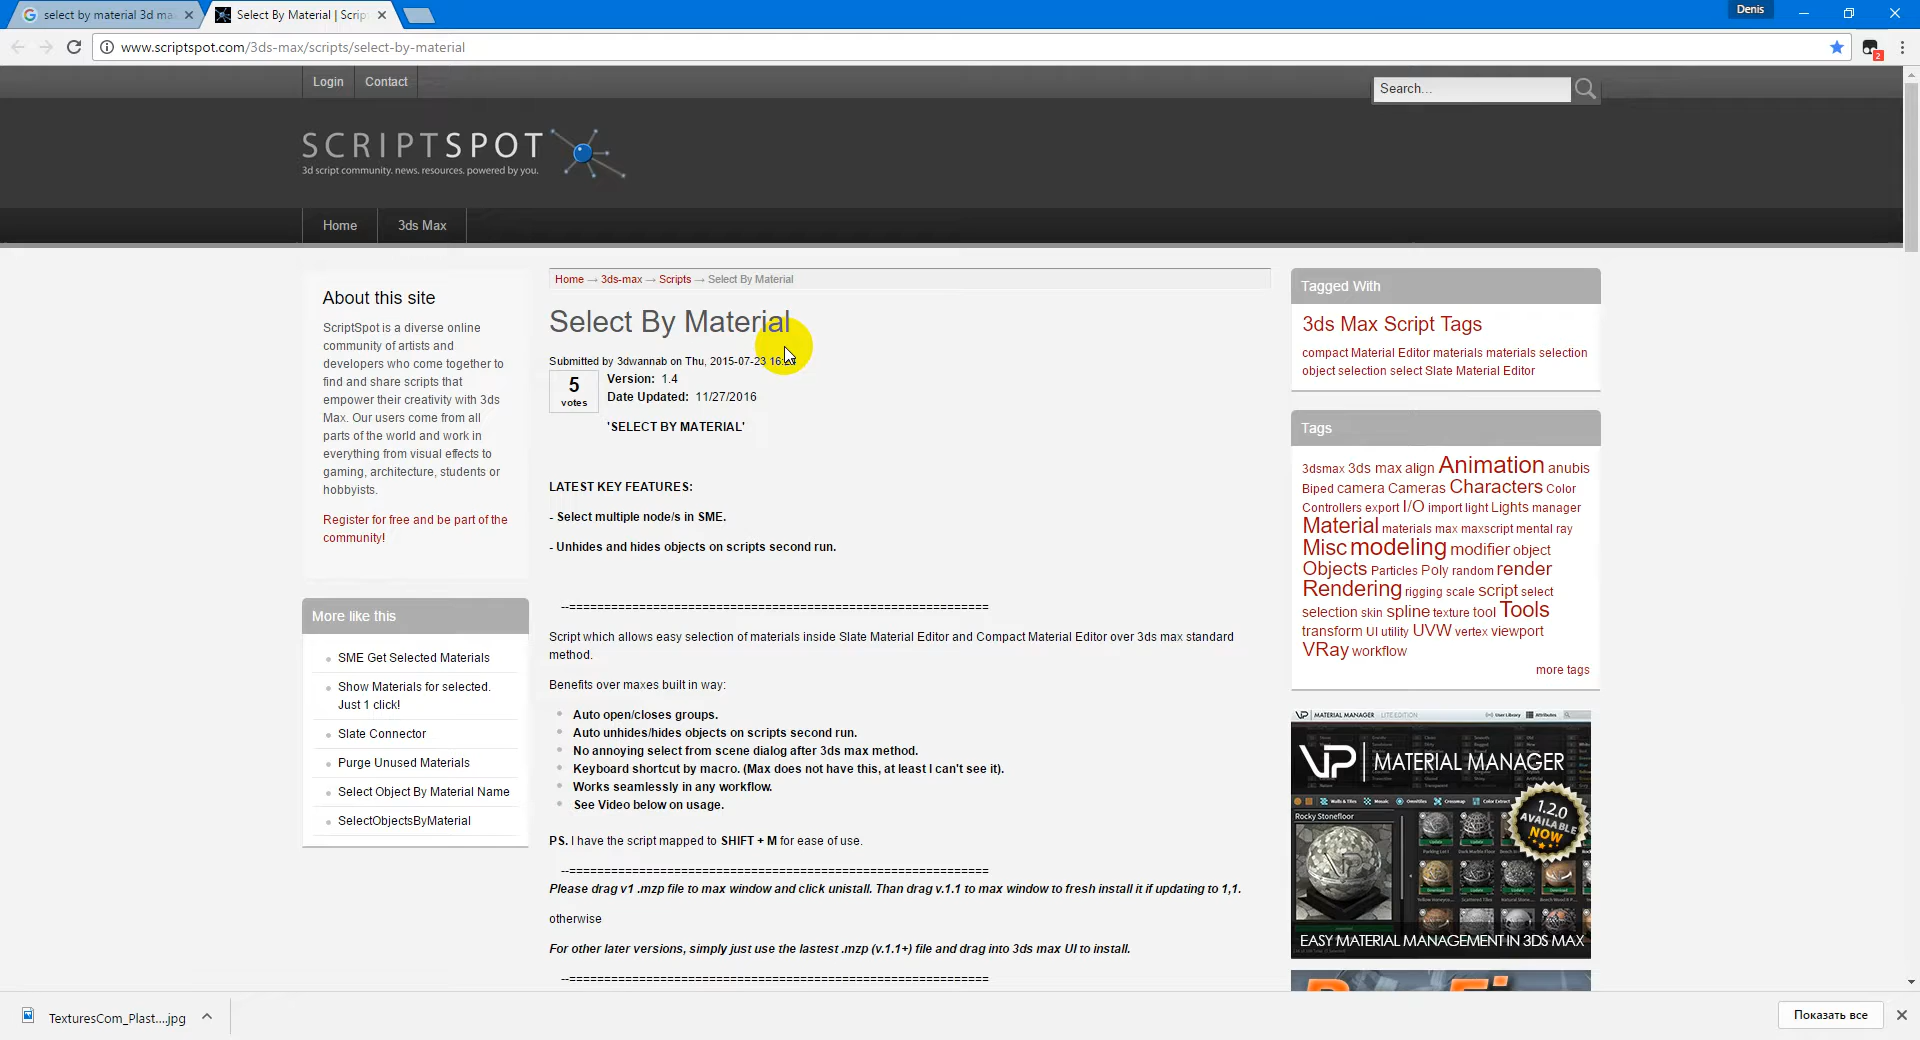 select by material 3d ma
Select By Material | Scrip
Denis
www.scriptspot.com/3ds-max/scripts/select-by-material
2
Login
Contact
Search...
SCRIPTSPOT
3d script community. news. resources. powered by you.
Home
3ds Max
About this site
ScriptSpot is a diverse online
community of artists and
developers who come together to
find and share scripts that
empower their creativity with 3ds
Max. Our users come from all
parts of the world and work in
everything from visual effects to
gaming, architecture, students or
hobbyists.
Register for free and be part of the
community!
More like this
SME Get Selected Materials
Show Materials for selected.
Just 1 click!
Slate Connector
Purge Unused Materials
Select Object By Material Name
SelectObjectsByMaterial
Home → 3ds-max → Scripts → Select By Material
Select By Material
Submitted by 3dwannab on Thu, 2015-07-23
5
votes
Version: 1.4
Date Updated: 11/27/2016
'SELECT BY MATERIAL'
LATEST KEY FEATURES:
- Select multiple node/s in SME.
- Unhides and hides objects on scripts second run.
--============================================================
Script which allows easy selection of materials inside Slate Material Editor and Compact Material Editor over 3ds max standard
method.
Benefits over maxes built in way:
Auto open/closes groups.
Auto unhides/hides objects on scripts second run.
No annoying select from scene dialog after 3ds max method.
Keyboard shortcut by macro. (Max does not have this, at least I can't see it).
Works seamlessly in any workflow.
See Video below on usage.
PS. I have the script mapped to SHIFT + M for ease of use.
--============================================================
Please drag v1 .mzp file to max window and click unistall. Than drag v.1.1 to max window to fresh install it if updating to 1,1.
otherwise
For other later versions, simply just use the lastest .mzp (v.1.1+) file and drag into 3ds max UI to install.
--============================================================
Tagged With
3ds Max Script Tags
compact Material Editor materials materials selection
object selection select Slate Material Editor
Tags
3dsmax 3ds max align Animation anubis
Biped camera Cameras Characters Color
Controllers export I/O import light Lights manager
Material materials max maxscript mental ray
Misc modeling modifier object
Objects Particles Poly random render
Rendering rigging scale script select
selection skin spline texture tool Tools
transform UI utility UVW vertex viewport
VRay workflow
more tags
VP MATERIAL MANAGER LITE EDITION
User Library
Attributes
VP | MATERIAL MANAGER
Walls & Tiles
Mosaic
Omnitiles
Crossmap
Color Extract
Rocky Stonefloor
1.2.0
AVAILABLE
NOW
EASY MATERIAL MANAGEMENT IN 3DS MAX
TexturesCom_Plast....jpg
Показать все